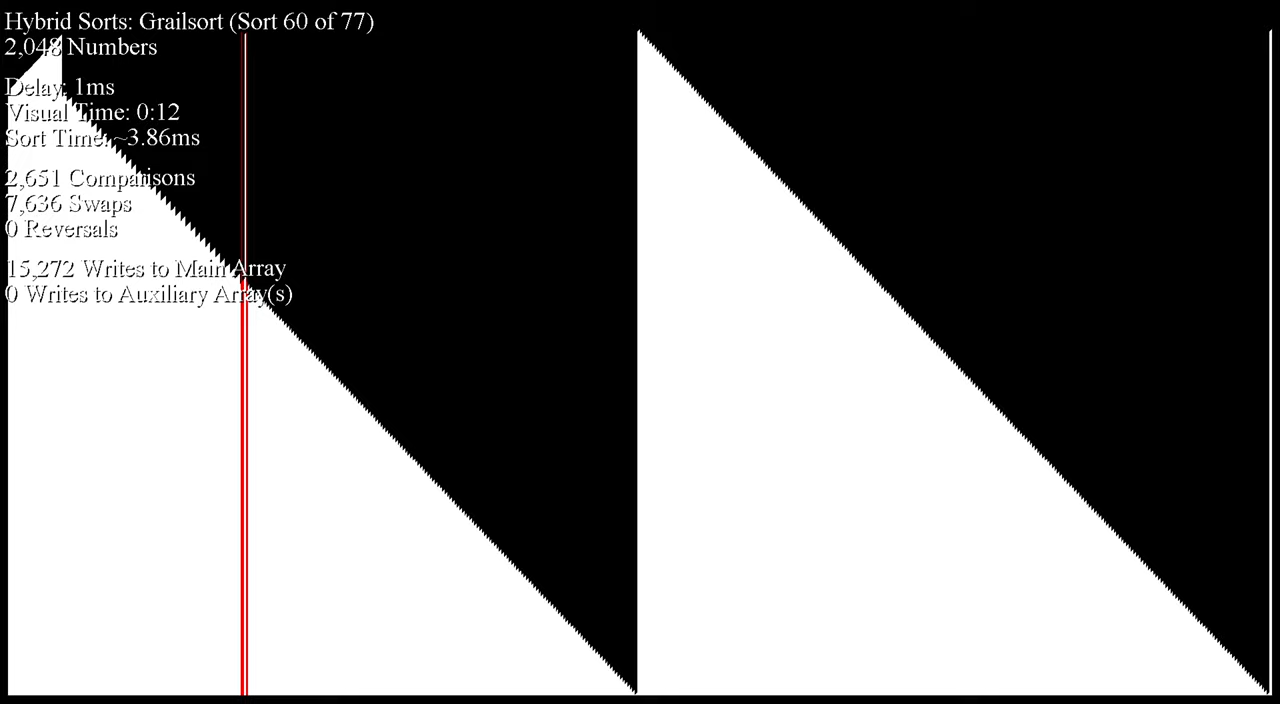 Hybrid Sorts: Grailsort (Sort 60 of 77)
2,048 Numbers
Delay: 1ms
Visual Time: 0:12
Sort Time: ~3.86ms
2,651 Comparisons
7,636 Swaps
0 Reversals
15,272 Writes to Main Array
0 Writes to Auxiliary Array(s)